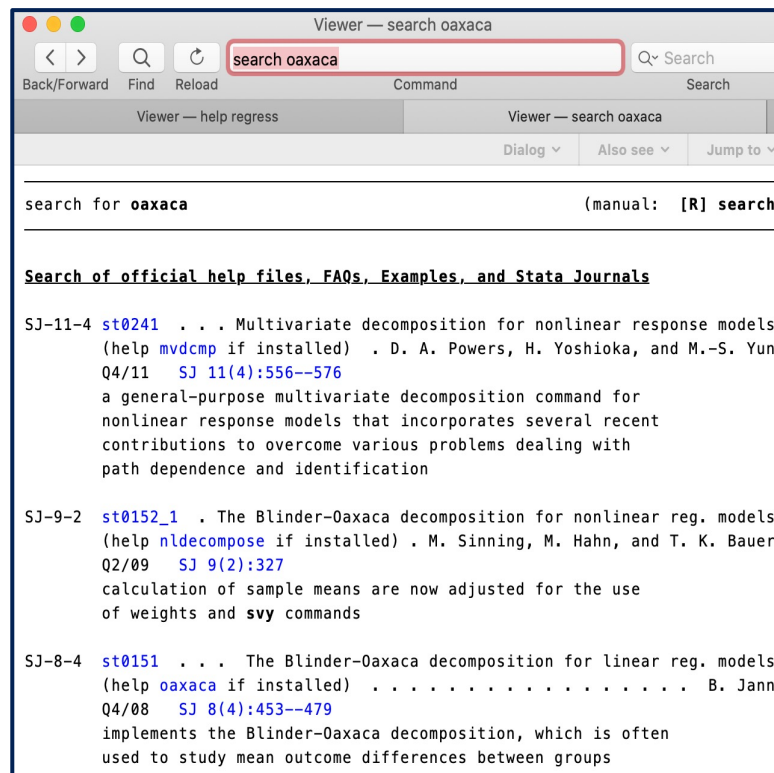 Viewer — search oaxaca
search oaxaca
Search
Back/Forward Find Reload Command Search
Viewer — help regress Viewer — search oaxaca
Dialog Also see Jump to
search for oaxaca (manual: [R] search
Search of official help files, FAQs, Examples, and Stata Journals
SJ-11-4 st0241 . . . Multivariate decomposition for nonlinear response models
(help mvdcmp if installed) . D. A. Powers, H. Yoshioka, and M.-S. Yun
Q4/11 SJ 11(4):556--576
a general-purpose multivariate decomposition command for
nonlinear response models that incorporates several recent
contributions to overcome various problems dealing with
path dependence and identification
SJ-9-2 st0152_1 . The Blinder-Oaxaca decomposition for nonlinear reg. models
(help nldecompose if installed) . M. Sinning, M. Hahn, and T. K. Bauer
Q2/09 SJ 9(2):327
calculation of sample means are now adjusted for the use
of weights and svy commands
SJ-8-4 st0151 . . . The Blinder-Oaxaca decomposition for linear reg. models
(help oaxaca if installed) . . . . . . . . . . . . . . . . . B. Jann
Q4/08 SJ 8(4):453--479
implements the Blinder-Oaxaca decomposition, which is often
used to study mean outcome differences between groups